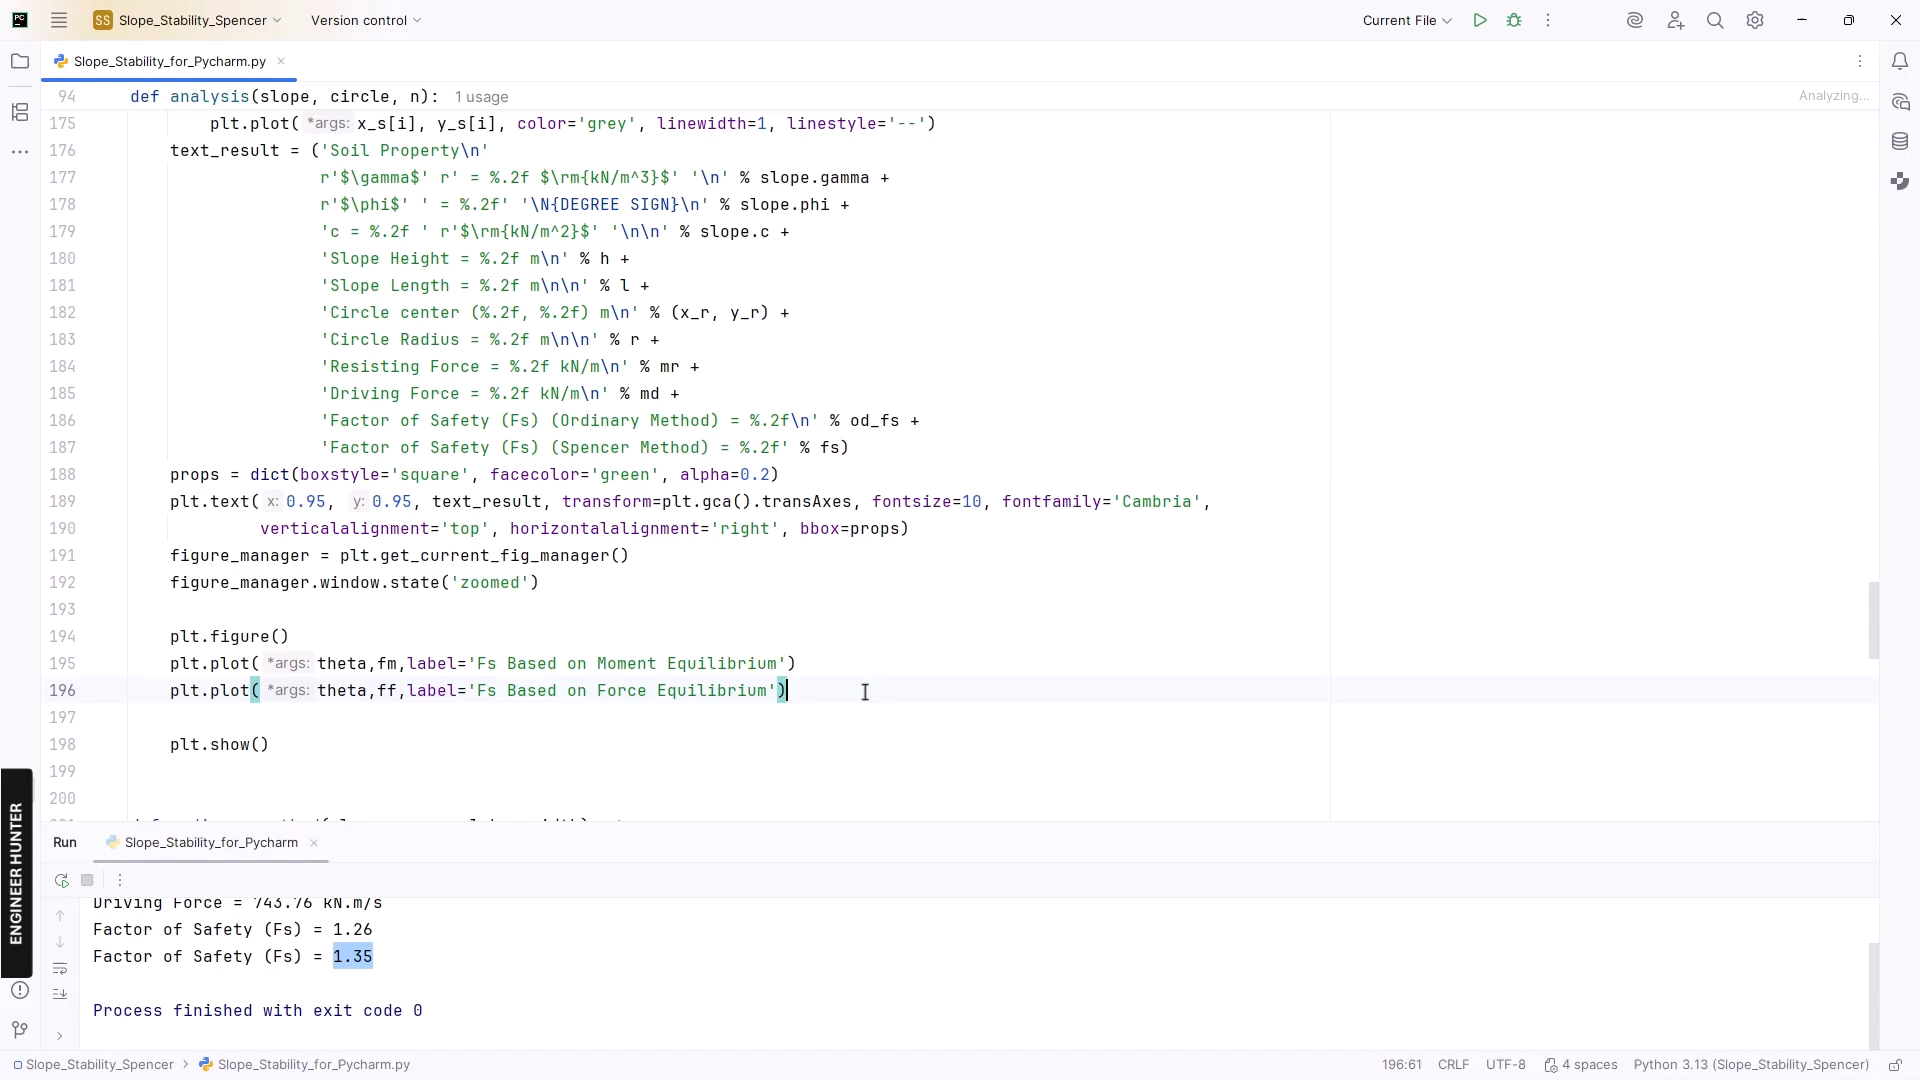 PC
SS Slope_Stability_Spencer
Version control
Current File
Slope_Stability_for_Pycharm.py
94 def analysis(slope, circle, n): 1 usage
Analyzing...
175 plt.plot( *args: x_s[i], y_s[i], color='grey', linewidth=1, linestyle='--')
176 text_result = ('Soil Property\n'
177 r'$\gamma$' r' = %.2f $\rm{kN/m^3}$' '\n' % slope.gamma +
178 r'$\phi$' ' = %.2f' '\N{DEGREE SIGN}\n' % slope.phi +
179 'c = %.2f ' r'$\rm{kN/m^2}$' '\n\n' % slope.c +
180 'Slope Height = %.2f m\n' % h +
181 'Slope Length = %.2f m\n\n' % l +
182 'Circle center (%.2f, %.2f) m\n' % (x_r, y_r) +
183 'Circle Radius = %.2f m\n\n' % r +
184 'Resisting Force = %.2f kN/m\n' % mr +
185 'Driving Force = %.2f kN/m\n' % md +
186 'Factor of Safety (Fs) (Ordinary Method) = %.2f\n' % od_fs +
187 'Factor of Safety (Fs) (Spencer Method) = %.2f' % fs)
188 props = dict(boxstyle='square', facecolor='green', alpha=0.2)
189 plt.text( x: 0.95, y: 0.95, text_result, transform=plt.gca().transAxes, fontsize=10, fontfamily='Cambria',
190 verticalalignment='top', horizontalalignment='right', bbox=props)
191 figure_manager = plt.get_current_fig_manager()
192 figure_manager.window.state('zoomed')
193
194 plt.figure()
195 plt.plot( *args: theta,fm,label='Fs Based on Moment Equilibrium')
196 plt.plot( *args: theta,ff,label='Fs Based on Force Equilibrium')
197
198 plt.show()
199
200
ENGINEER HUNTER
Run Slope_Stability_for_Pycharm
Driving Force = 743.76 kN.m/s
Factor of Safety (Fs) = 1.26
Factor of Safety (Fs) = 1.35
Process finished with exit code 0
Slope_Stability_Spencer > Slope_Stability_for_Pycharm.py
196:61 CRLF UTF-8 4 spaces Python 3.13 (Slope_Stability_Spencer)